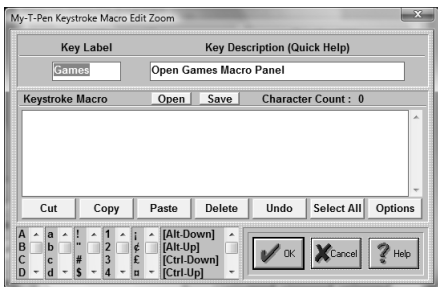 My-T-Pen Keystroke Macro Edit Zoom
Key Label Key Description (Quick Help)
Games Open Games Macro Panel
Keystroke Macro Open Save Character Count : 0
Cut Copy Paste Delete Undo Select All Options
A a ! 1 ¡ [Alt-Down]
B b " 2 ¢ [Alt-Up]
C c # 3 £ [Ctrl-Down]
D d $ 4 ¤ [Ctrl-Up]
OK Cancel ? Help